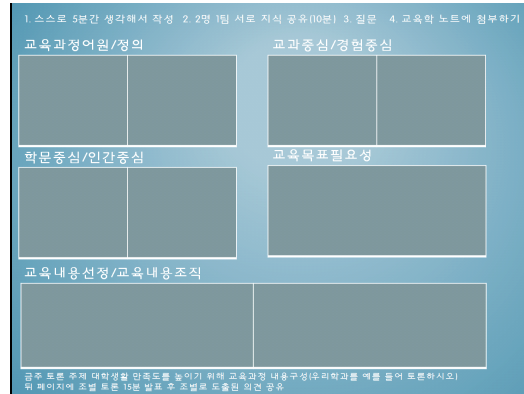 1. 스스로 5분간 생각해서 작성 2. 2명 1팀 서로 지식 공유(10분) 3. 질문 4. 교육학 노트에 첨부하기
교육과정어원/정의
교과중심/경험중심
학문중심/인간중심
교육목표필요성
교육내용선정/교육내용조직
금주 토론 주제 대학생활 만족도를 높이기 위해 교육과정 내용구성(우리학과를 예를 들어 토론하시오)
뒤 페이지에 조별 토론 15분 발표 후 조별로 도출된 의견 공유